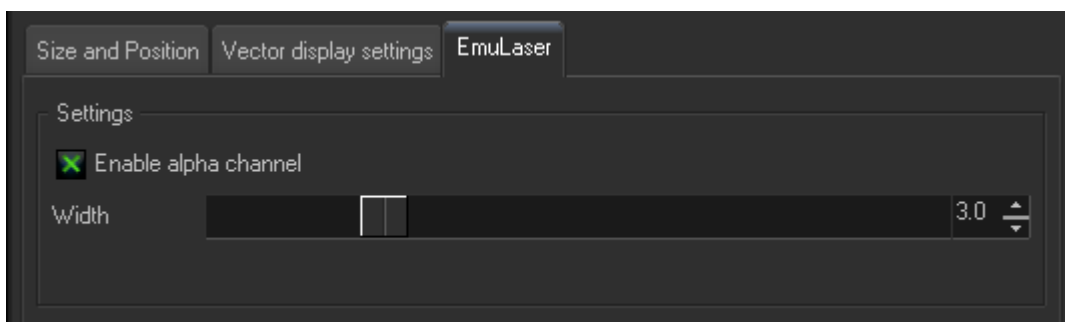 Size and Position Vector display settings EmuLaser
Settings
Enable alpha channel
Width 3.0